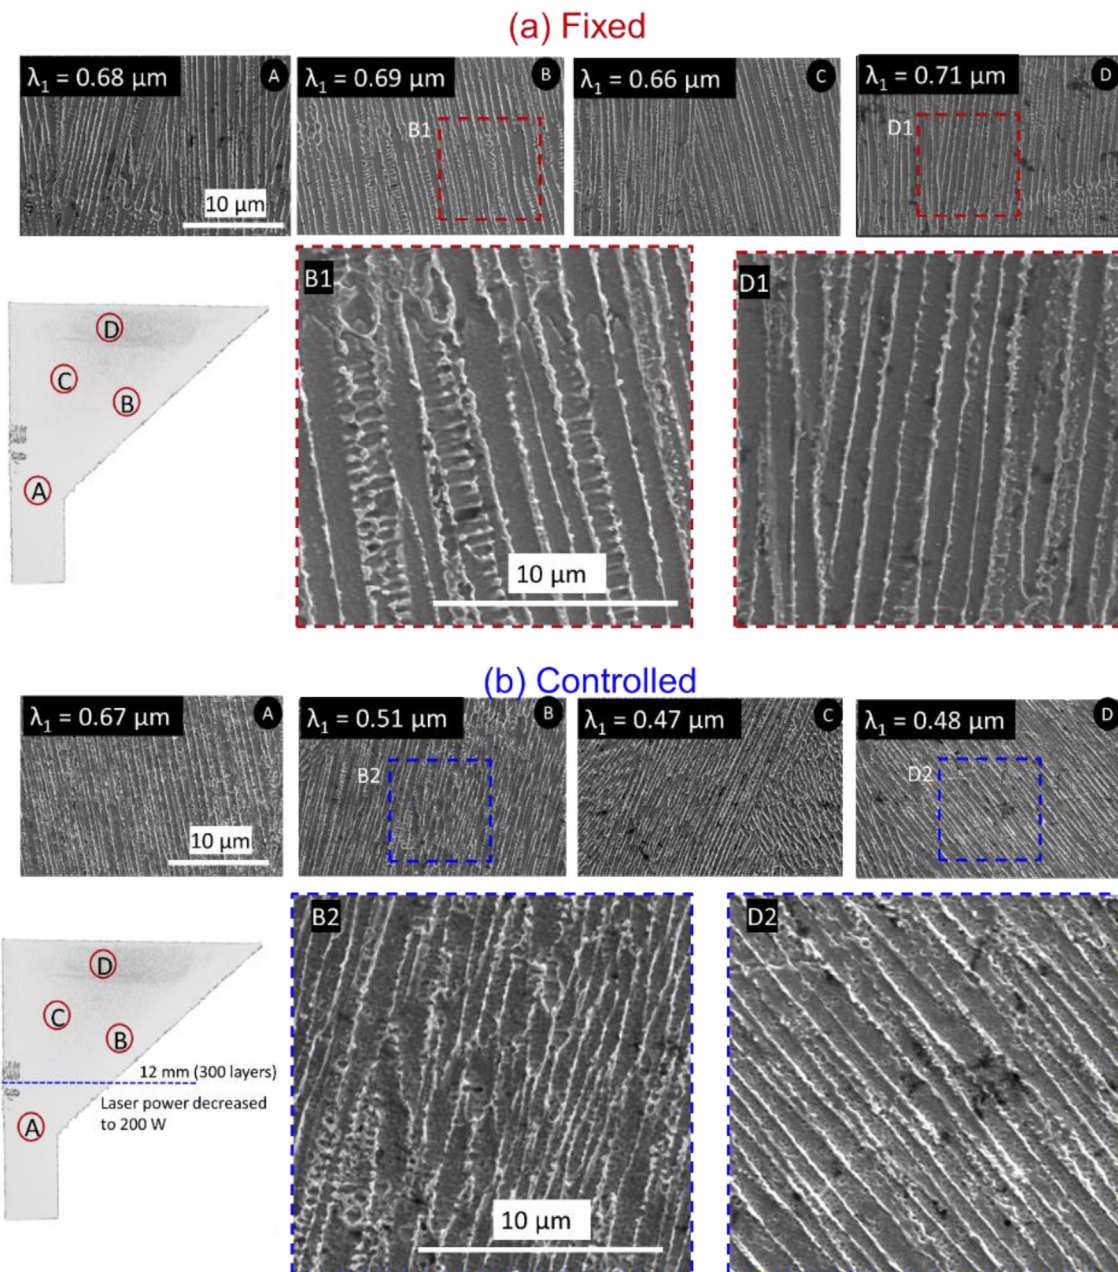 (a) Fixed
λ1 = 0.68 μm
A
10 μm
λ1 = 0.69 μm
B
B1
λ1 = 0.66 μm
C
λ1 = 0.71 μm
D
D1
D
C
B
A
B1
10 μm
D1
(b) Controlled
λ1 = 0.67 μm
A
10 μm
λ1 = 0.51 μm
B
B2
λ1 = 0.47 μm
C
λ1 = 0.48 μm
D
D2
D
C
B
12 mm (300 layers)
Laser power decreased
to 200 W
A
B2
10 μm
D2